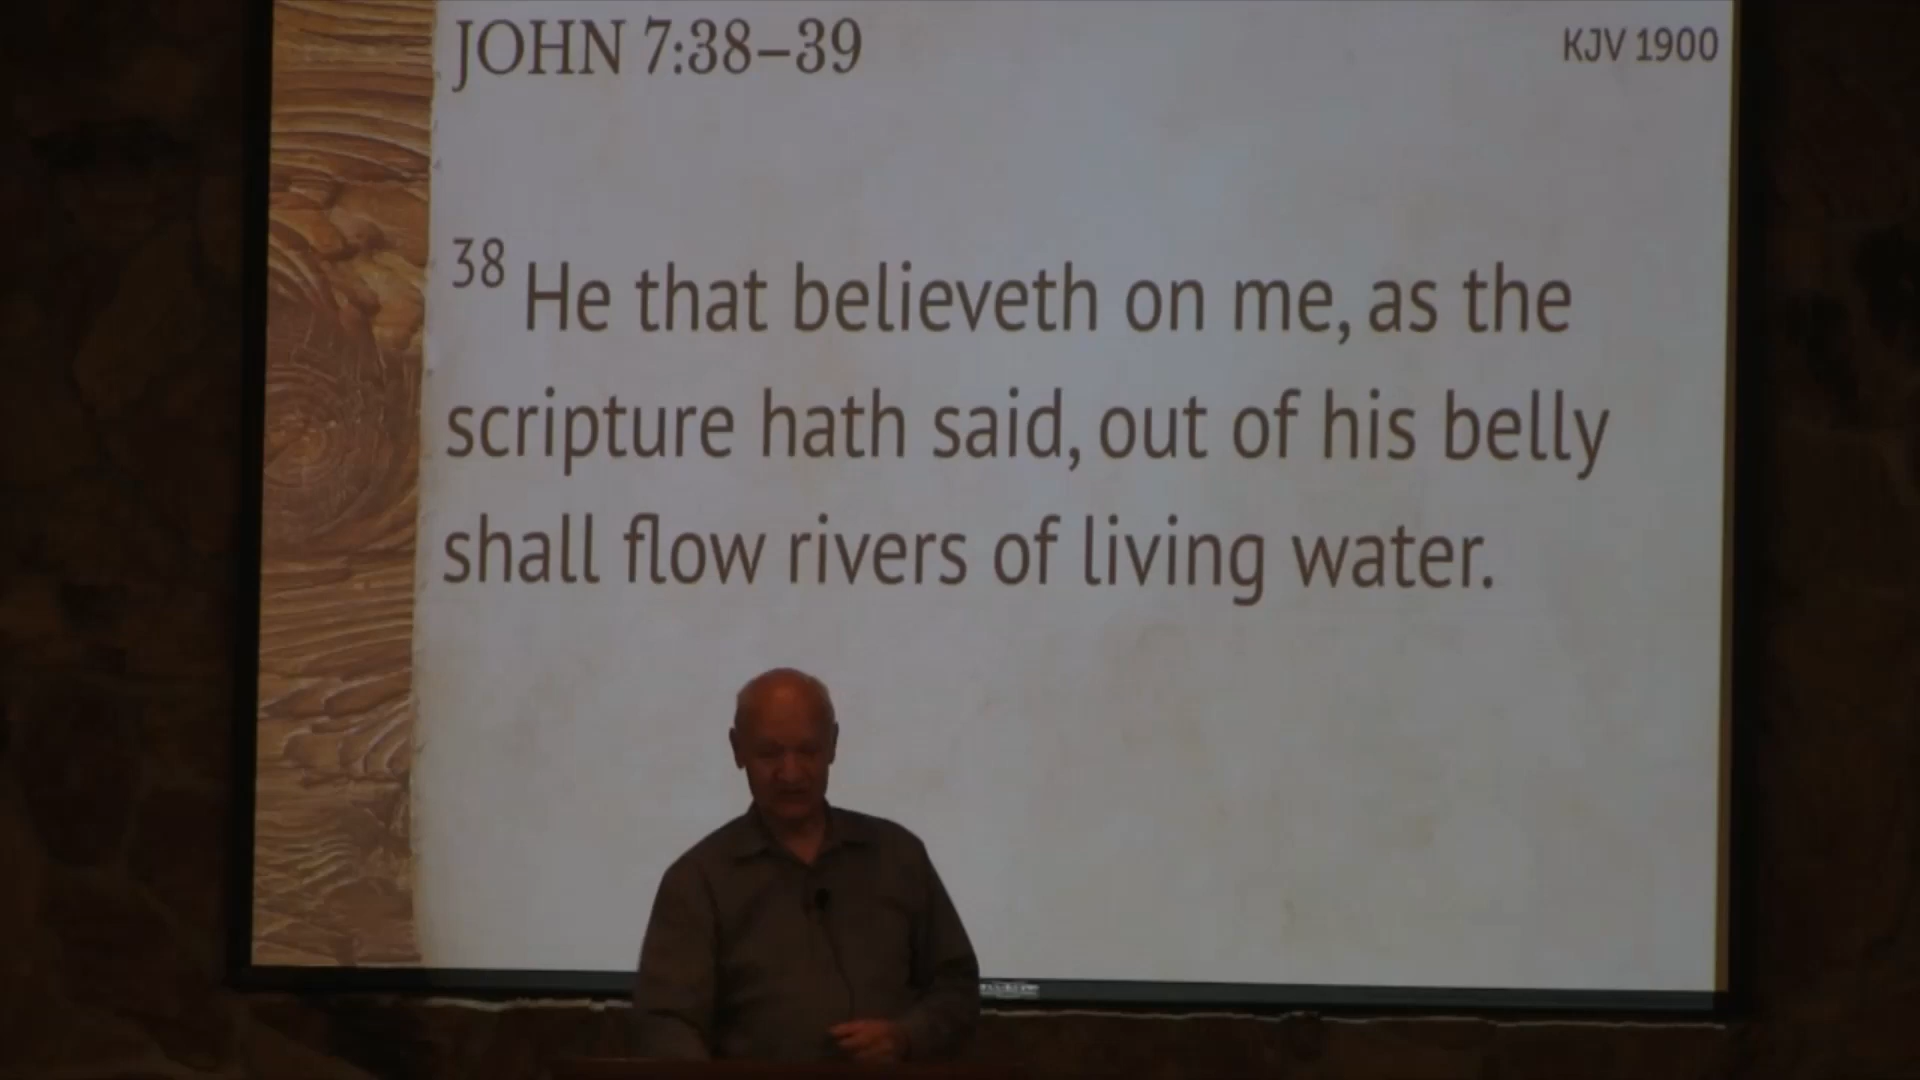 JOHN 7:38–39
KJV 1900
38 He that believeth on me, as the
scripture hath said, out of his belly
shall flow rivers of living water.